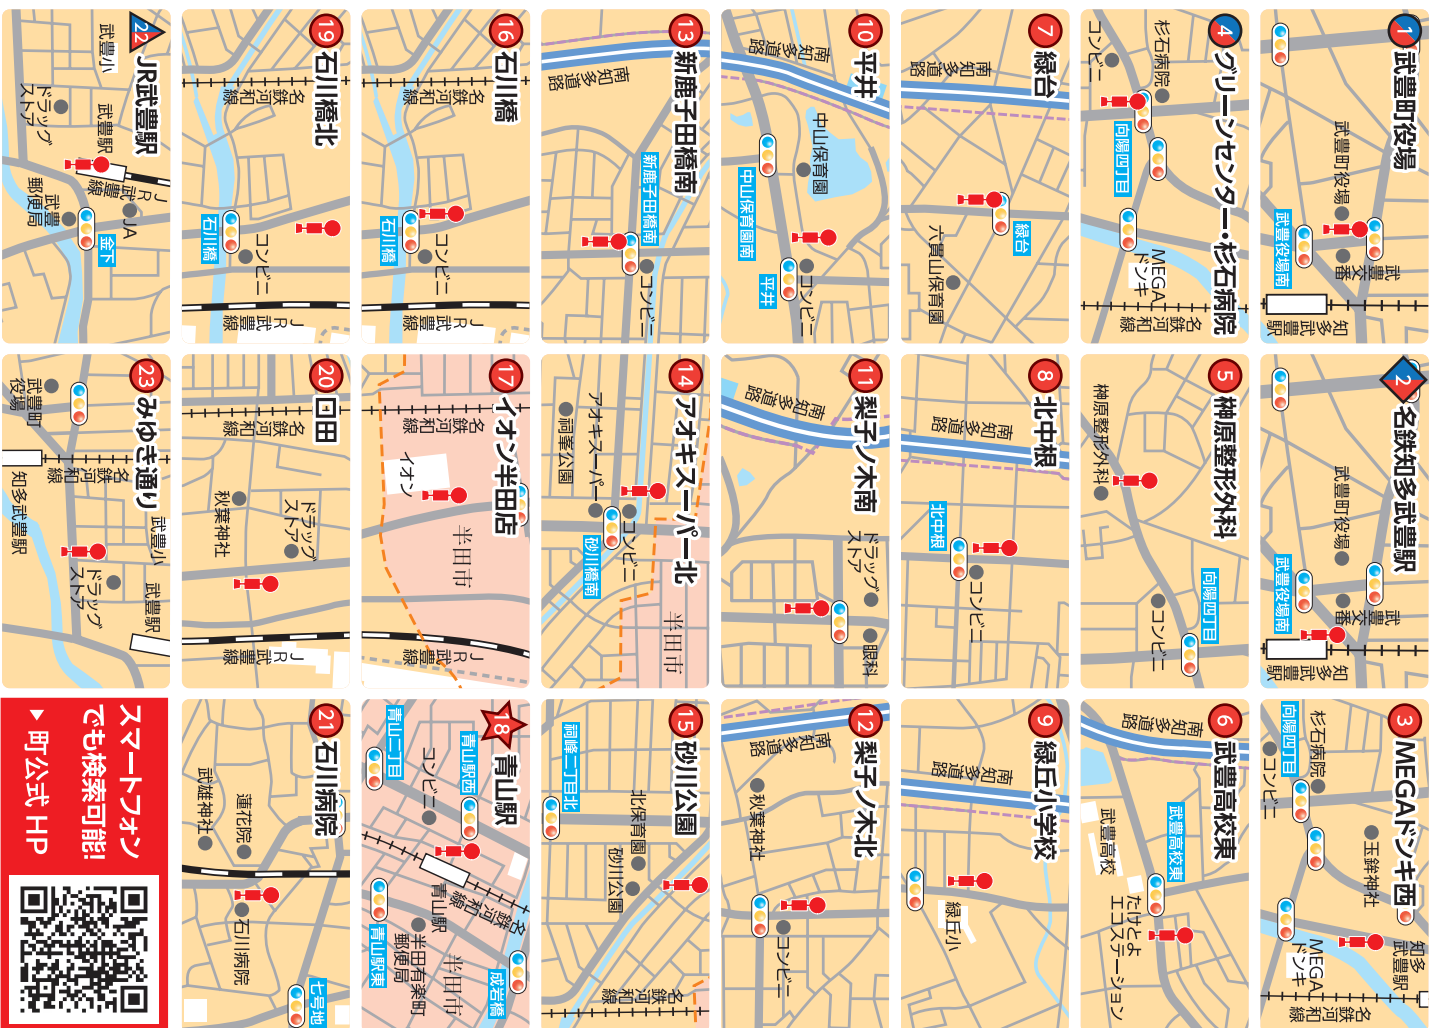 1 武豊町役場
武豊町役場
武豊役場南
武豊交番
知多武豊駅
2 名鉄知多武豊駅
武豊町役場
武豊役場南
武豊交番
知多武豊駅
3 MEGAドンキ西
杉石病院
向陽四丁目
コンビニ
玉鉾神社
MEGAドンキ
知多武豊駅
名鉄河和線
4 グリーンセンター・杉石病院
杉石病院
コンビニ
向陽四丁目
MEGAドンキ
名鉄河和線
5 榊原整形外科
榊原整形外科
向陽四丁目
コンビニ
6 武豊高校東
南知多道路
武豊高校東
武豊高校
たけとよエコステーション
7 緑台
南知多道路
緑台
六貫山保育園
8 北中根
南知多道路
北中根
コンビニ
9 緑丘小学校
南知多道路
緑丘小
10 平井
南知多道路
中山保育園
中山保育園南
平井
コンビニ
11 梨子ノ木南
南知多道路
ドラッグストア
眼科
12 梨子ノ木北
南知多道路
秋葉神社
コンビニ
13 新鹿子田橋南
南知多道路
新鹿子田橋南
コンビニ
14 アオキスーパー北
アオキスーパー
祠峯公園
コンビニ
砂川橋南
半田市
15 砂川公園
祠峰二丁目北
北保育園
砂川公園
名鉄河和線
16 石川橋
名鉄河和線
石川橋
コンビニ
JR武豊線
17 イオン半田店
名鉄河和線
イオン
半田市
JR武豊線
18 青山駅
青山二丁目
コンビニ
青山駅西
青山駅
名鉄河和線
青山駅東
半田有楽町郵便局
半田市
成岩橋
19 石川橋北
名鉄河和線
石川橋
コンビニ
JR武豊線
20 団田
名鉄河和線
秋葉神社
ドラッグストア
JR武豊線
21 石川病院
武雄神社
蓮花院
石川病院
七号地
22 JR武豊駅
武豊小
ドラッグストア
武豊駅
JR武豊線
武豊郵便局
JA
金下
23 みゆき通り
武豊町役場
名鉄河和線
知多武豊駅
武豊小
ドラッグストア
武豊駅
スマートフォン
でも検索可能!
▶町公式HP